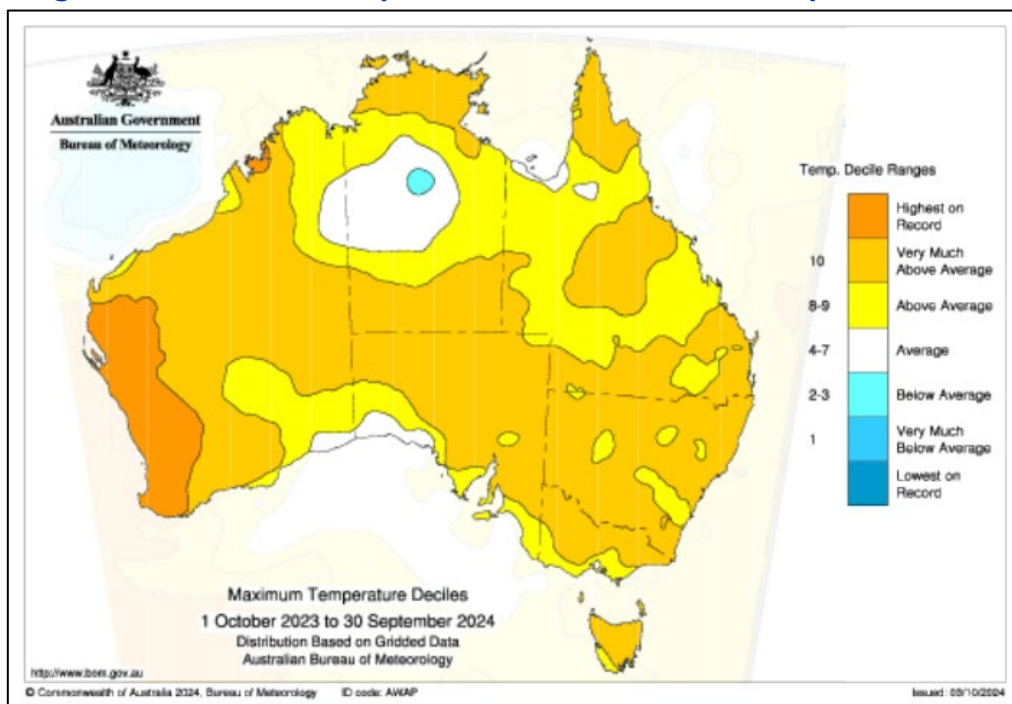 Australian Government
Bureau of Meteorology
Temp. Decile Ranges
Highest on
Record
10
Very Much
Above Average
8-9
Above Average
4-7
Average
2-3
Below Average
1
Very Much
Below Average
Lowest on
Record
Maximum Temperature Deciles
1 October 2023 to 30 September 2024
Distribution Based on Gridded Data
Australian Bureau of Meteorology
http://www.bom.gov.au
© Commonwealth of Australia 2024, Bureau of Meteorology ID code: AWAP
Issued: 03/10/2024